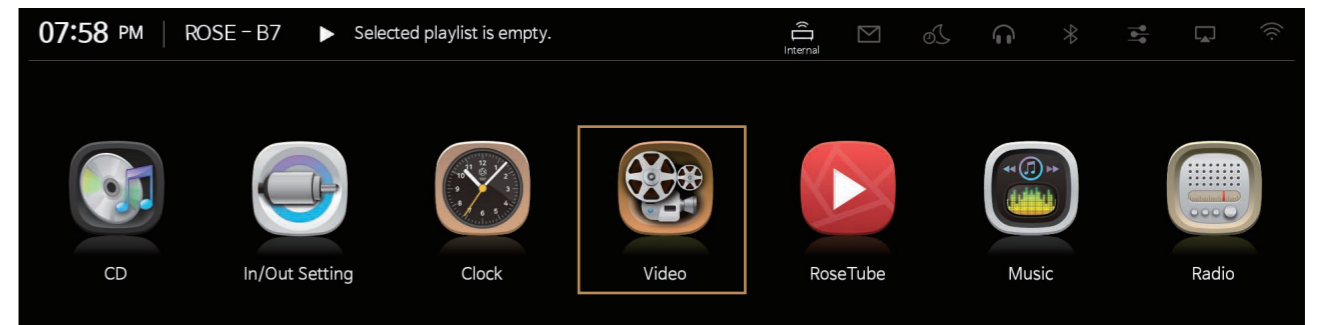 07:58 PM ROSE - B7 Selected playlist is empty.
Internal
CD In/Out Setting Clock Video RoseTube Music Radio